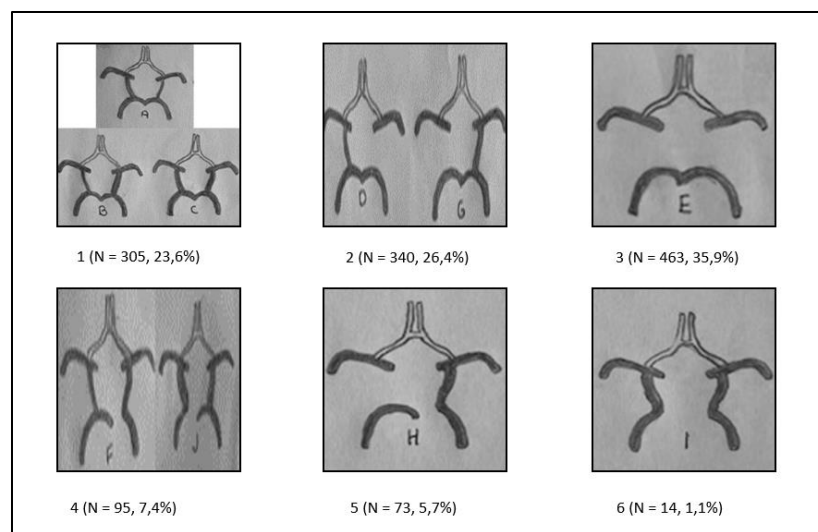 A
B C
D G
E
1 (N = 305, 23,6%)
2 (N = 340, 26,4%)
3 (N = 463, 35,9%)
F J
H
I
4 (N = 95, 7,4%)
5 (N = 73, 5,7%)
6 (N = 14, 1,1%)